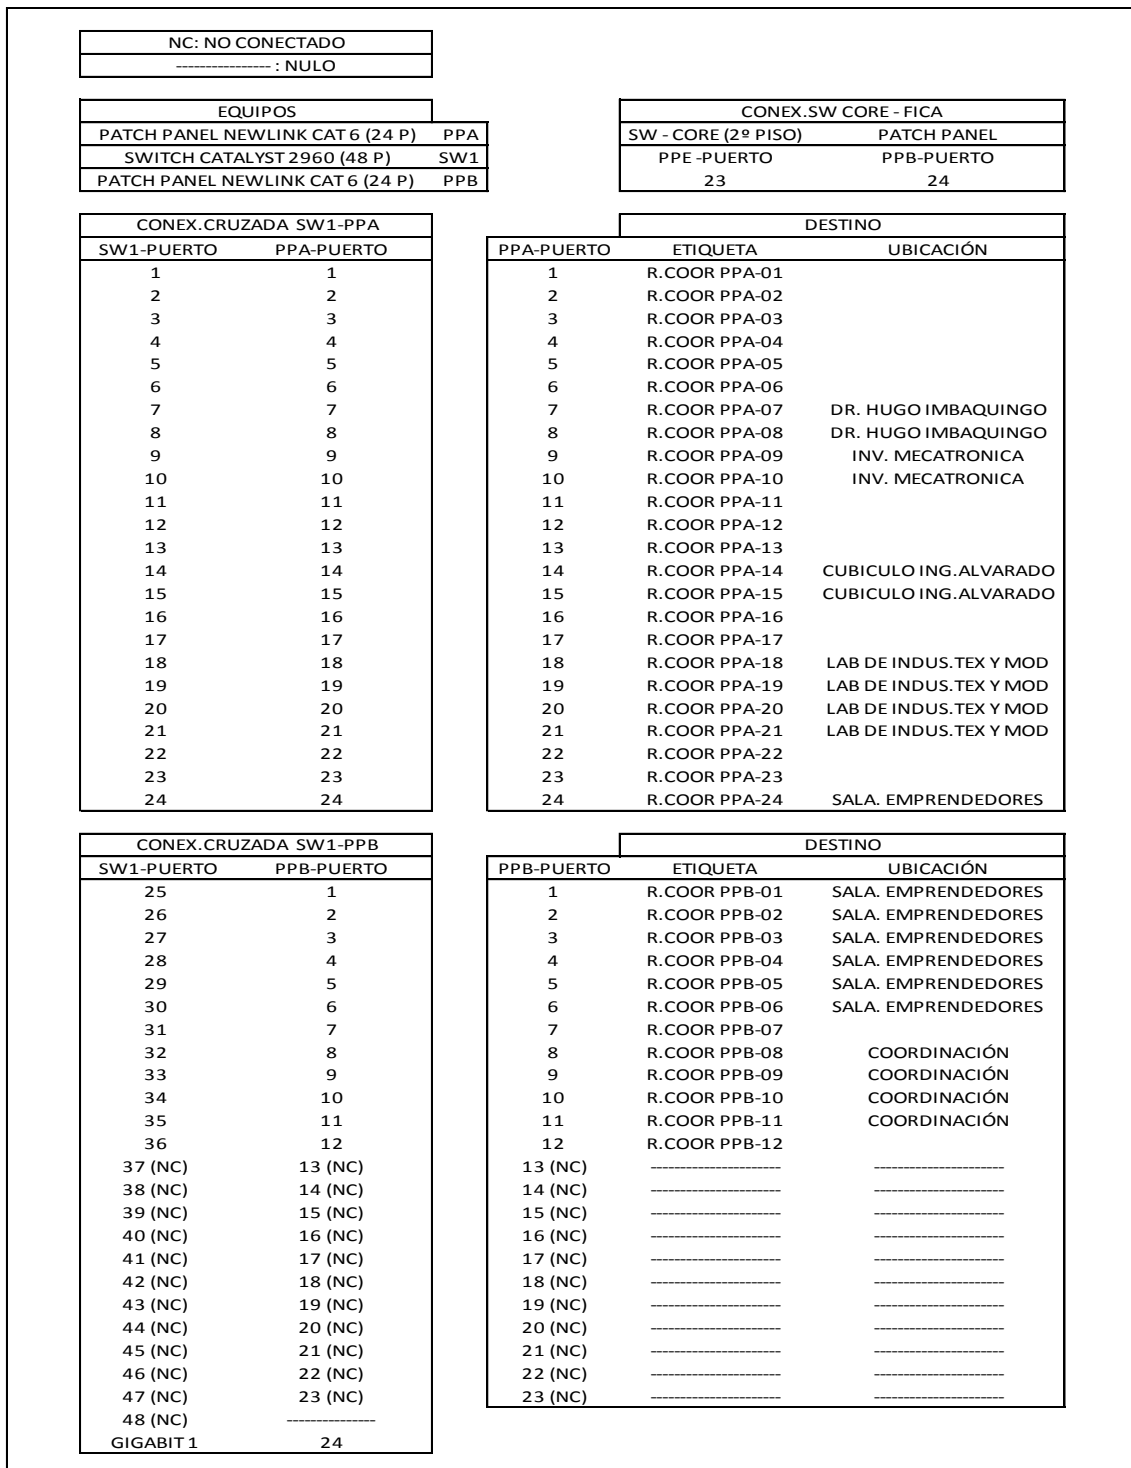 NC: NO CONECTADO
---------------- : NULO
EQUIPOS
PATCH PANEL NEWLINK CAT 6 (24 P) PPA
SWITCH CATALYST 2960 (48 P) SW1
PATCH PANEL NEWLINK CAT 6 (24 P) PPB
CONEX.SW CORE - FICA
SW - CORE (2º PISO) PATCH PANEL
PPE -PUERTO PPB-PUERTO
23 24
CONEX.CRUZADA SW1-PPA
SW1-PUERTO PPA-PUERTO
1 1
2 2
3 3
4 4
5 5
6 6
7 7
8 8
9 9
10 10
11 11
12 12
13 13
14 14
15 15
16 16
17 17
18 18
19 19
20 20
21 21
22 22
23 23
24 24
DESTINO
PPA-PUERTO ETIQUETA UBICACIÓN
1 R.COOR PPA-01
2 R.COOR PPA-02
3 R.COOR PPA-03
4 R.COOR PPA-04
5 R.COOR PPA-05
6 R.COOR PPA-06
7 R.COOR PPA-07 DR. HUGO IMBAQUINGO
8 R.COOR PPA-08 DR. HUGO IMBAQUINGO
9 R.COOR PPA-09 INV. MECATRONICA
10 R.COOR PPA-10 INV. MECATRONICA
11 R.COOR PPA-11
12 R.COOR PPA-12
13 R.COOR PPA-13
14 R.COOR PPA-14 CUBICULO ING.ALVARADO
15 R.COOR PPA-15 CUBICULO ING.ALVARADO
16 R.COOR PPA-16
17 R.COOR PPA-17
18 R.COOR PPA-18 LAB DE INDUS.TEX Y MOD
19 R.COOR PPA-19 LAB DE INDUS.TEX Y MOD
20 R.COOR PPA-20 LAB DE INDUS.TEX Y MOD
21 R.COOR PPA-21 LAB DE INDUS.TEX Y MOD
22 R.COOR PPA-22
23 R.COOR PPA-23
24 R.COOR PPA-24 SALA. EMPRENDEDORES
CONEX.CRUZADA SW1-PPB
SW1-PUERTO PPB-PUERTO
25 1
26 2
27 3
28 4
29 5
30 6
31 7
32 8
33 9
34 10
35 11
36 12
37 (NC) 13 (NC)
38 (NC) 14 (NC)
39 (NC) 15 (NC)
40 (NC) 16 (NC)
41 (NC) 17 (NC)
42 (NC) 18 (NC)
43 (NC) 19 (NC)
44 (NC) 20 (NC)
45 (NC) 21 (NC)
46 (NC) 22 (NC)
47 (NC) 23 (NC)
48 (NC) ---------------
GIGABIT 1 24
DESTINO
PPB-PUERTO ETIQUETA UBICACIÓN
1 R.COOR PPB-01 SALA. EMPRENDEDORES
2 R.COOR PPB-02 SALA. EMPRENDEDORES
3 R.COOR PPB-03 SALA. EMPRENDEDORES
4 R.COOR PPB-04 SALA. EMPRENDEDORES
5 R.COOR PPB-05 SALA. EMPRENDEDORES
6 R.COOR PPB-06 SALA. EMPRENDEDORES
7 R.COOR PPB-07
8 R.COOR PPB-08 COORDINACIÓN
9 R.COOR PPB-09 COORDINACIÓN
10 R.COOR PPB-10 COORDINACIÓN
11 R.COOR PPB-11 COORDINACIÓN
12 R.COOR PPB-12
13 (NC) ---------------------- ----------------------
14 (NC) ---------------------- ----------------------
15 (NC) ---------------------- ----------------------
16 (NC) ---------------------- ----------------------
17 (NC) ---------------------- ----------------------
18 (NC) ---------------------- ----------------------
19 (NC) ---------------------- ----------------------
20 (NC) ---------------------- ----------------------
21 (NC) ---------------------- ----------------------
22 (NC) ---------------------- ----------------------
23 (NC) ---------------------- ----------------------